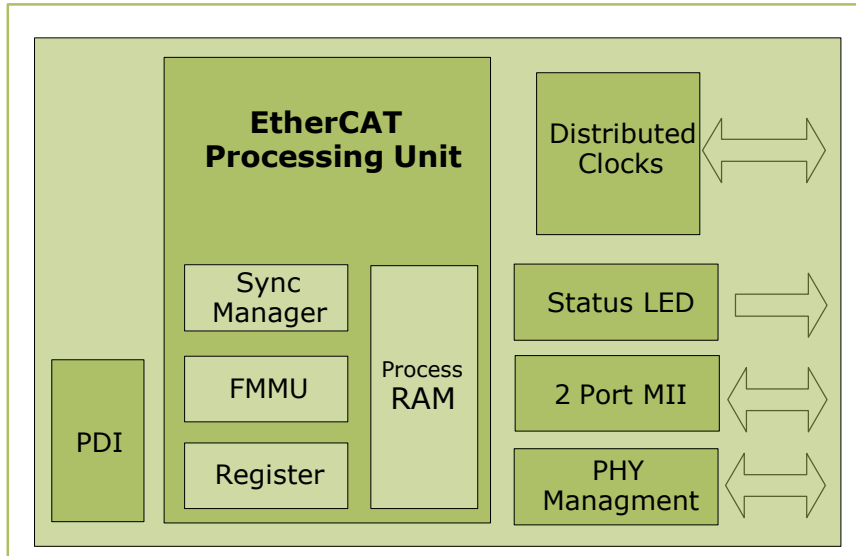 EtherCAT
Processing Unit
Sync
Manager
FMMU
Register
Process
RAM
PDI
Distributed
Clocks
Status LED
2 Port MII
PHY
Managment